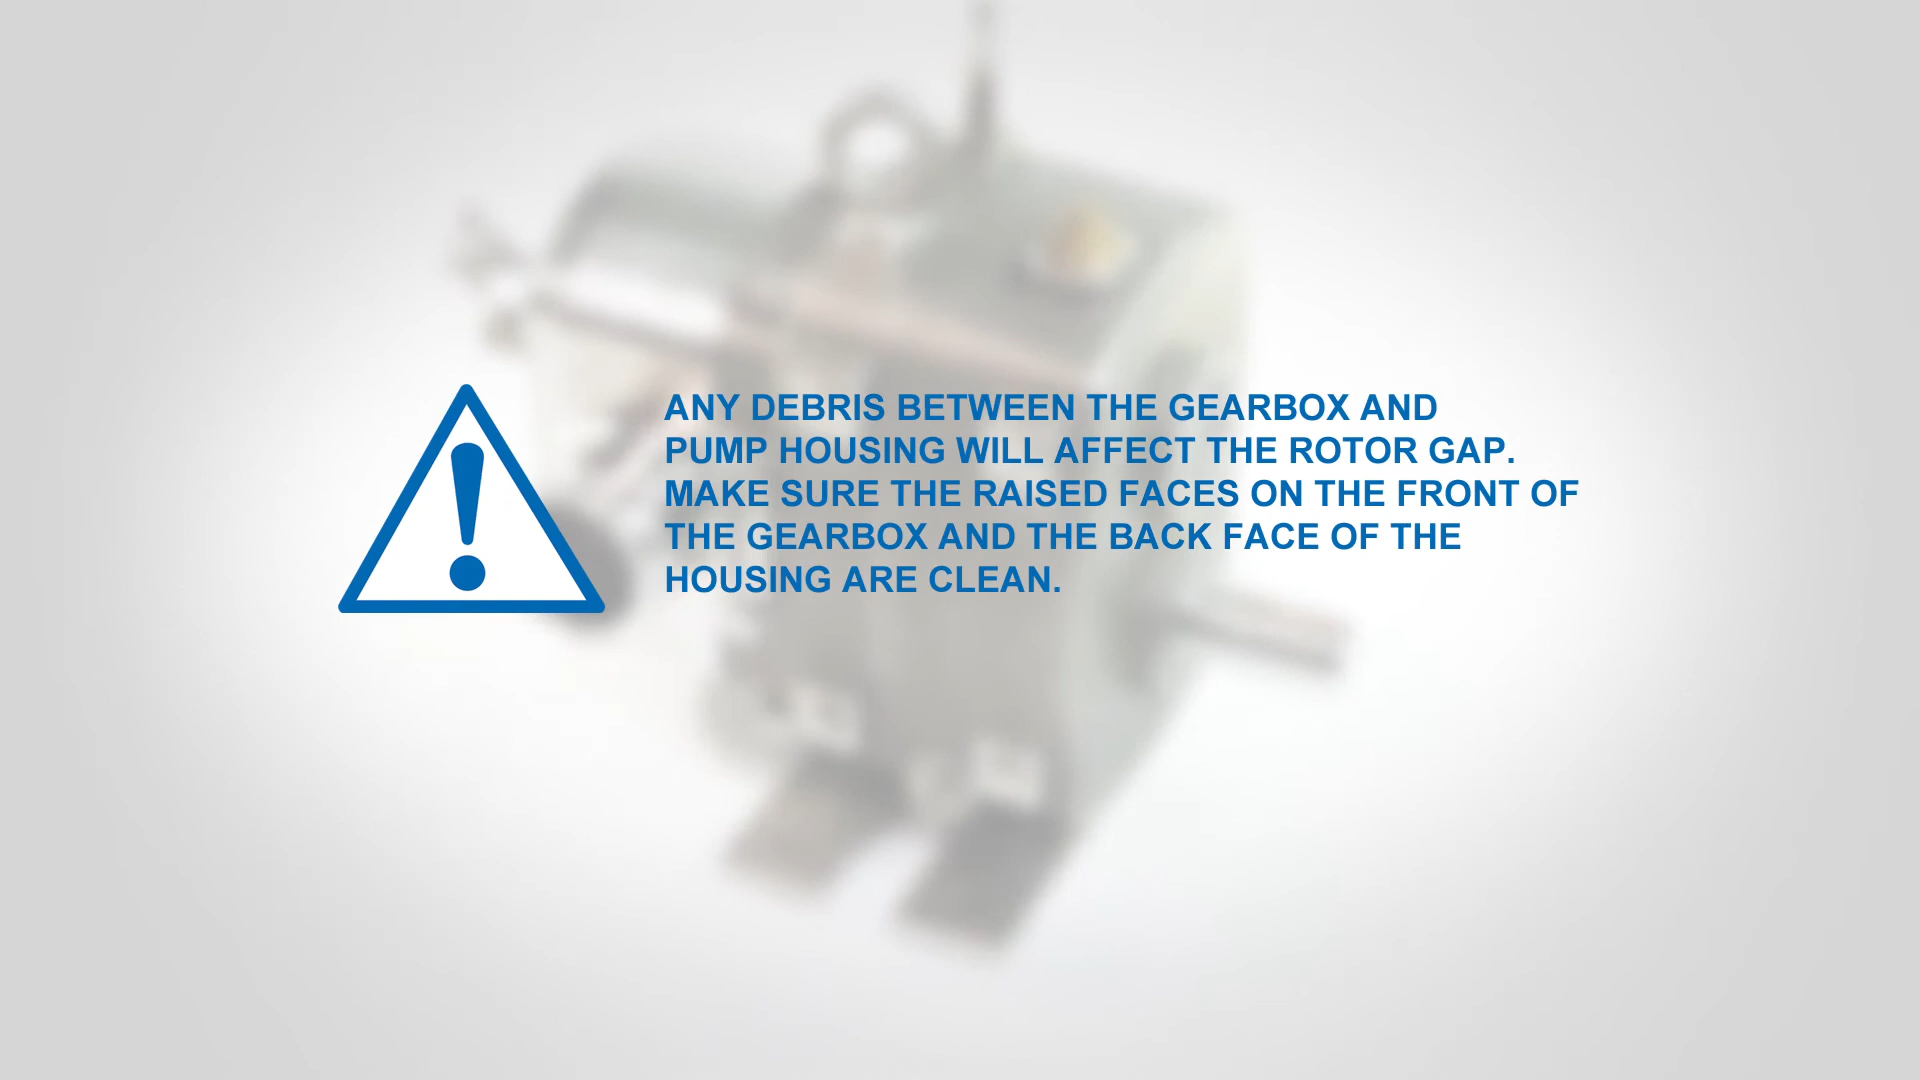 ANY DEBRIS BETWEEN THE GEARBOX AND
PUMP HOUSING WILL AFFECT THE ROTOR GAP.
MAKE SURE THE RAISED FACES ON THE FRONT OF
THE GEARBOX AND THE BACK FACE OF THE
HOUSING ARE CLEAN.